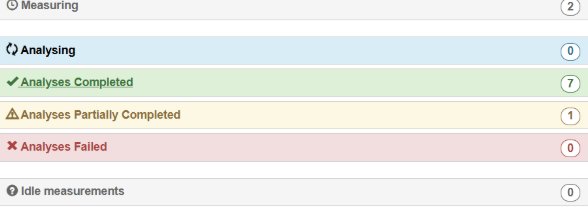 Measuring 2
Analysing 0
Analyses Completed 7
Analyses Partially Completed 1
Analyses Failed 0
Idle measurements 0